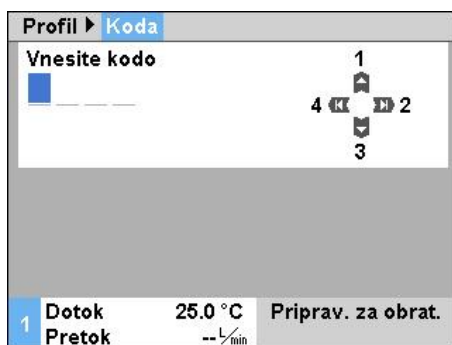 Profil Koda
Vnesite kodo
1
4 2
3
1
Dotok 25.0 °C Priprav. za obrat.
Pretok -- L/min